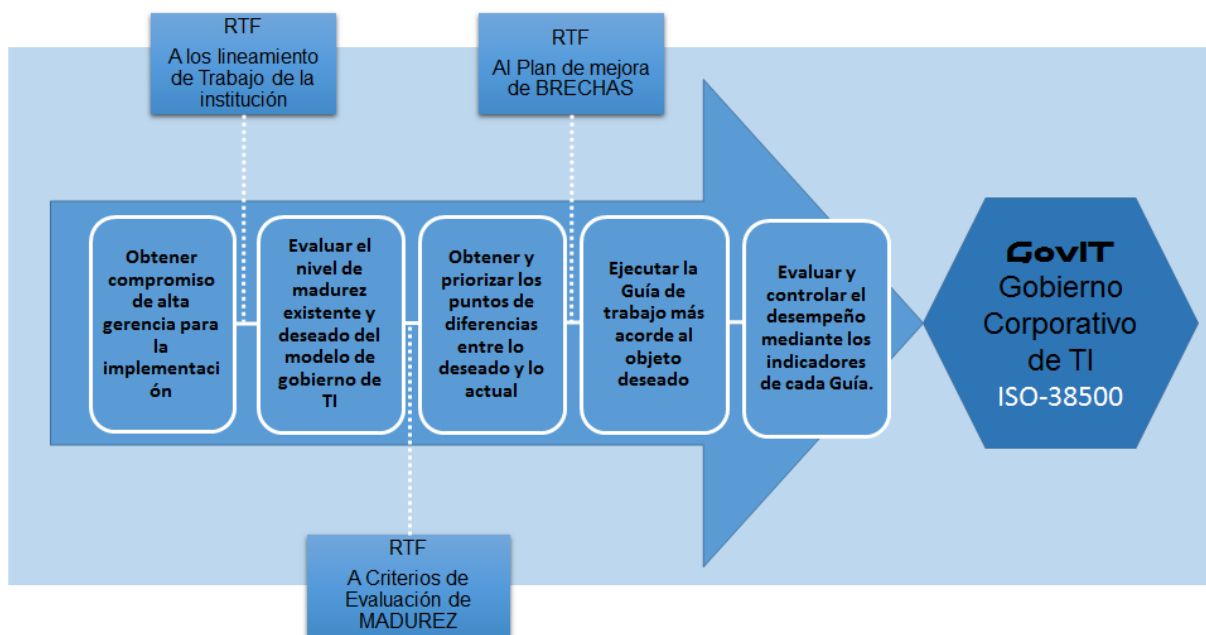 RTF
A los lineamiento
de Trabajo de la
institución
RTF
Al Plan de mejora
de BRECHAS
Obtener
compromiso
de alta
gerencia para
la
implementaci
ón
Evaluar el
nivel de
madurez
existente y
deseado del
modelo de
gobierno de
TI
Obtener y
priorizar los
puntos de
diferencias
entre lo
deseado y lo
actual
Ejecutar la
Guía de
trabajo más
acorde al
objeto
deseado
Evaluar y
controlar el
desempeño
mediante los
indicadores
de cada Guía.
GovIT
Gobierno
Corporativo
de TI
ISO-38500
RTF
A Criterios de
Evaluación de
MADUREZ